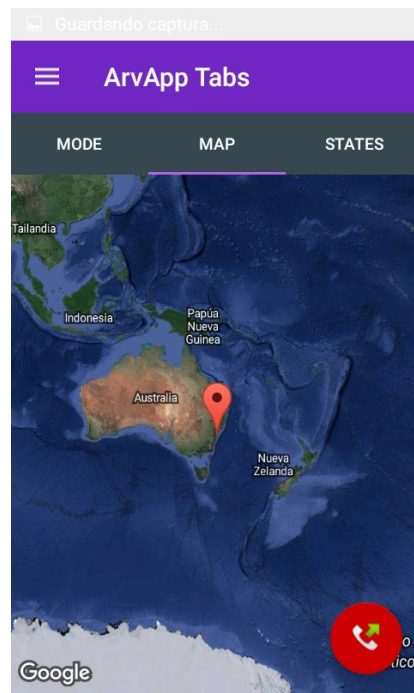 Guardando captura...
ArvApp Tabs
MODE MAP STATES
Tailandia
Indonesia
Papúa
Nueva
Guinea
Australia
Nueva
Zelanda
Google